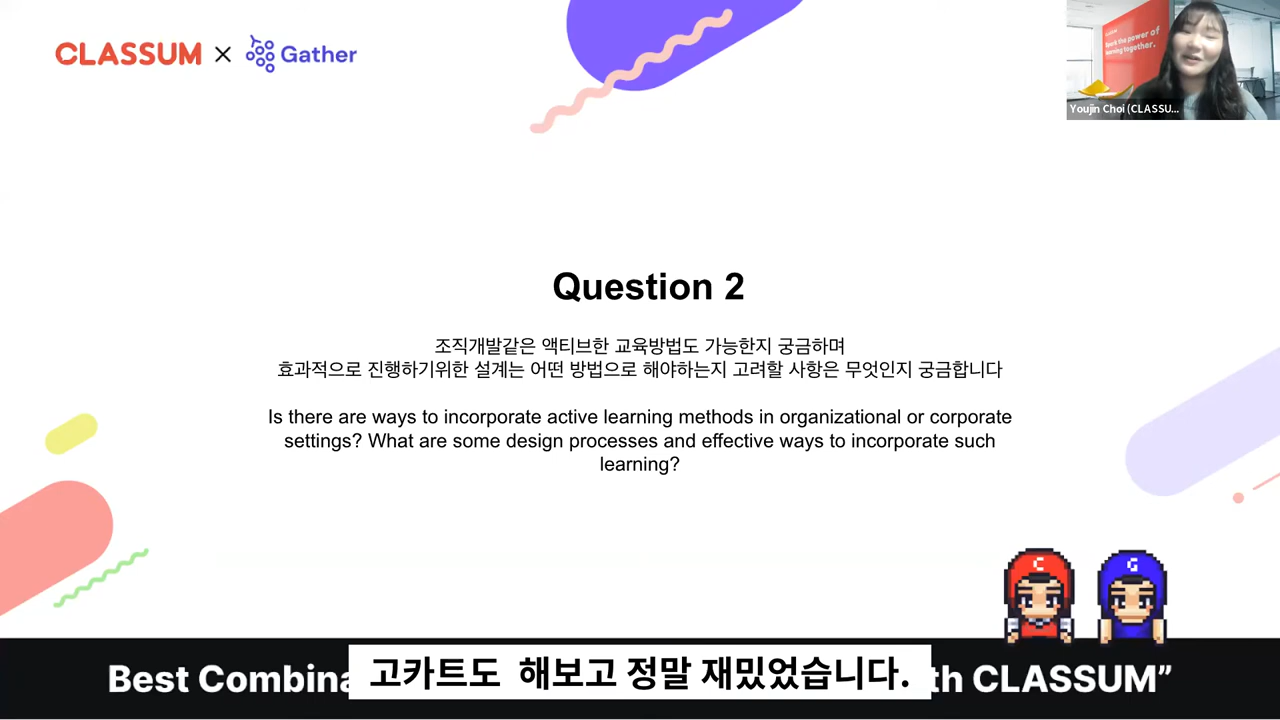 CLASSUM × Gather
Spark the power of
learning together.
Youjin Choi (CLASSU...
Question 2
조직개발같은 액티브한 교육방법도 가능한지 궁금하며
효과적으로 진행하기위한 설계는 어떤 방법으로 해야하는지 고려할 사항은 무엇인지 궁금합니다
Is there are ways to incorporate active learning methods in organizational or corporate
settings? What are some design processes and effective ways to incorporate such
learning?
C G
Best Combina
고카트도 해보고 정말 재밌었습니다.
th CLASSUM”